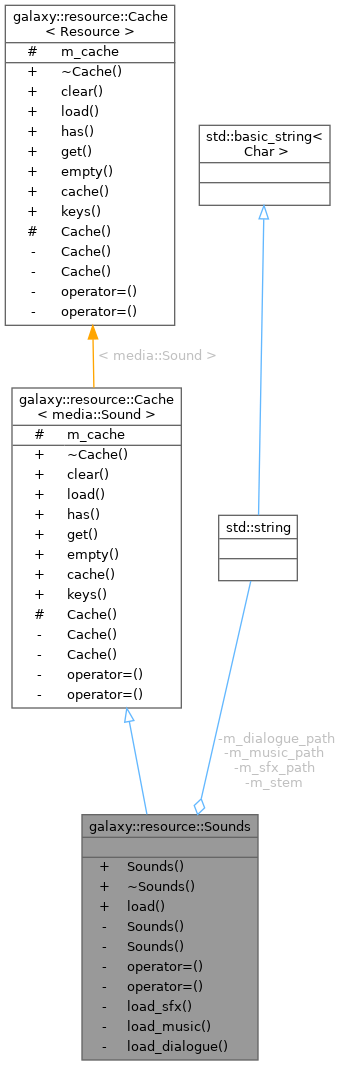 galaxy::resource::Cache
< Resource >
# m_cache
+ ~Cache()
+ clear()
+ load()
+ has()
+ get()
+ empty()
+ cache()
+ keys()
# Cache()
- Cache()
- Cache()
- operator=()
- operator=()
std::basic_string<
Char >
< media::Sound >
galaxy::resource::Cache
< media::Sound >
# m_cache
+ ~Cache()
+ clear()
+ load()
+ has()
+ get()
+ empty()
+ cache()
+ keys()
# Cache()
- Cache()
- Cache()
- operator=()
- operator=()
std::string
-m_dialogue_path
-m_music_path
-m_sfx_path
-m_stem
galaxy::resource::Sounds
+ Sounds()
+ ~Sounds()
+ load()
- Sounds()
- Sounds()
- operator=()
- operator=()
- load_sfx()
- load_music()
- load_dialogue()